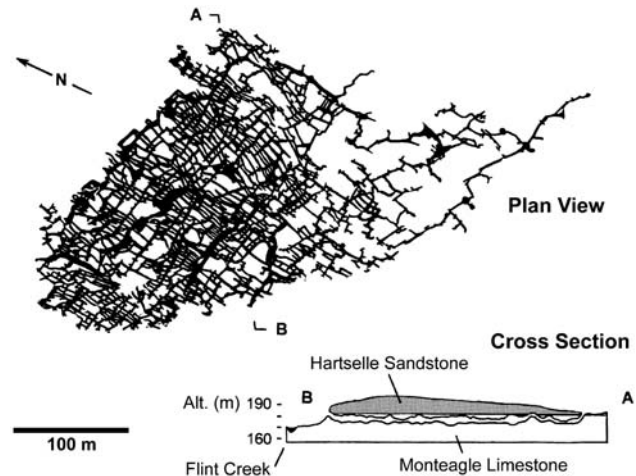 A
N
Plan View
B
Cross Section
Hartselle Sandstone
Alt. (m)
190
B
A
160
100 m
Flint Creek
Monteagle Limestone